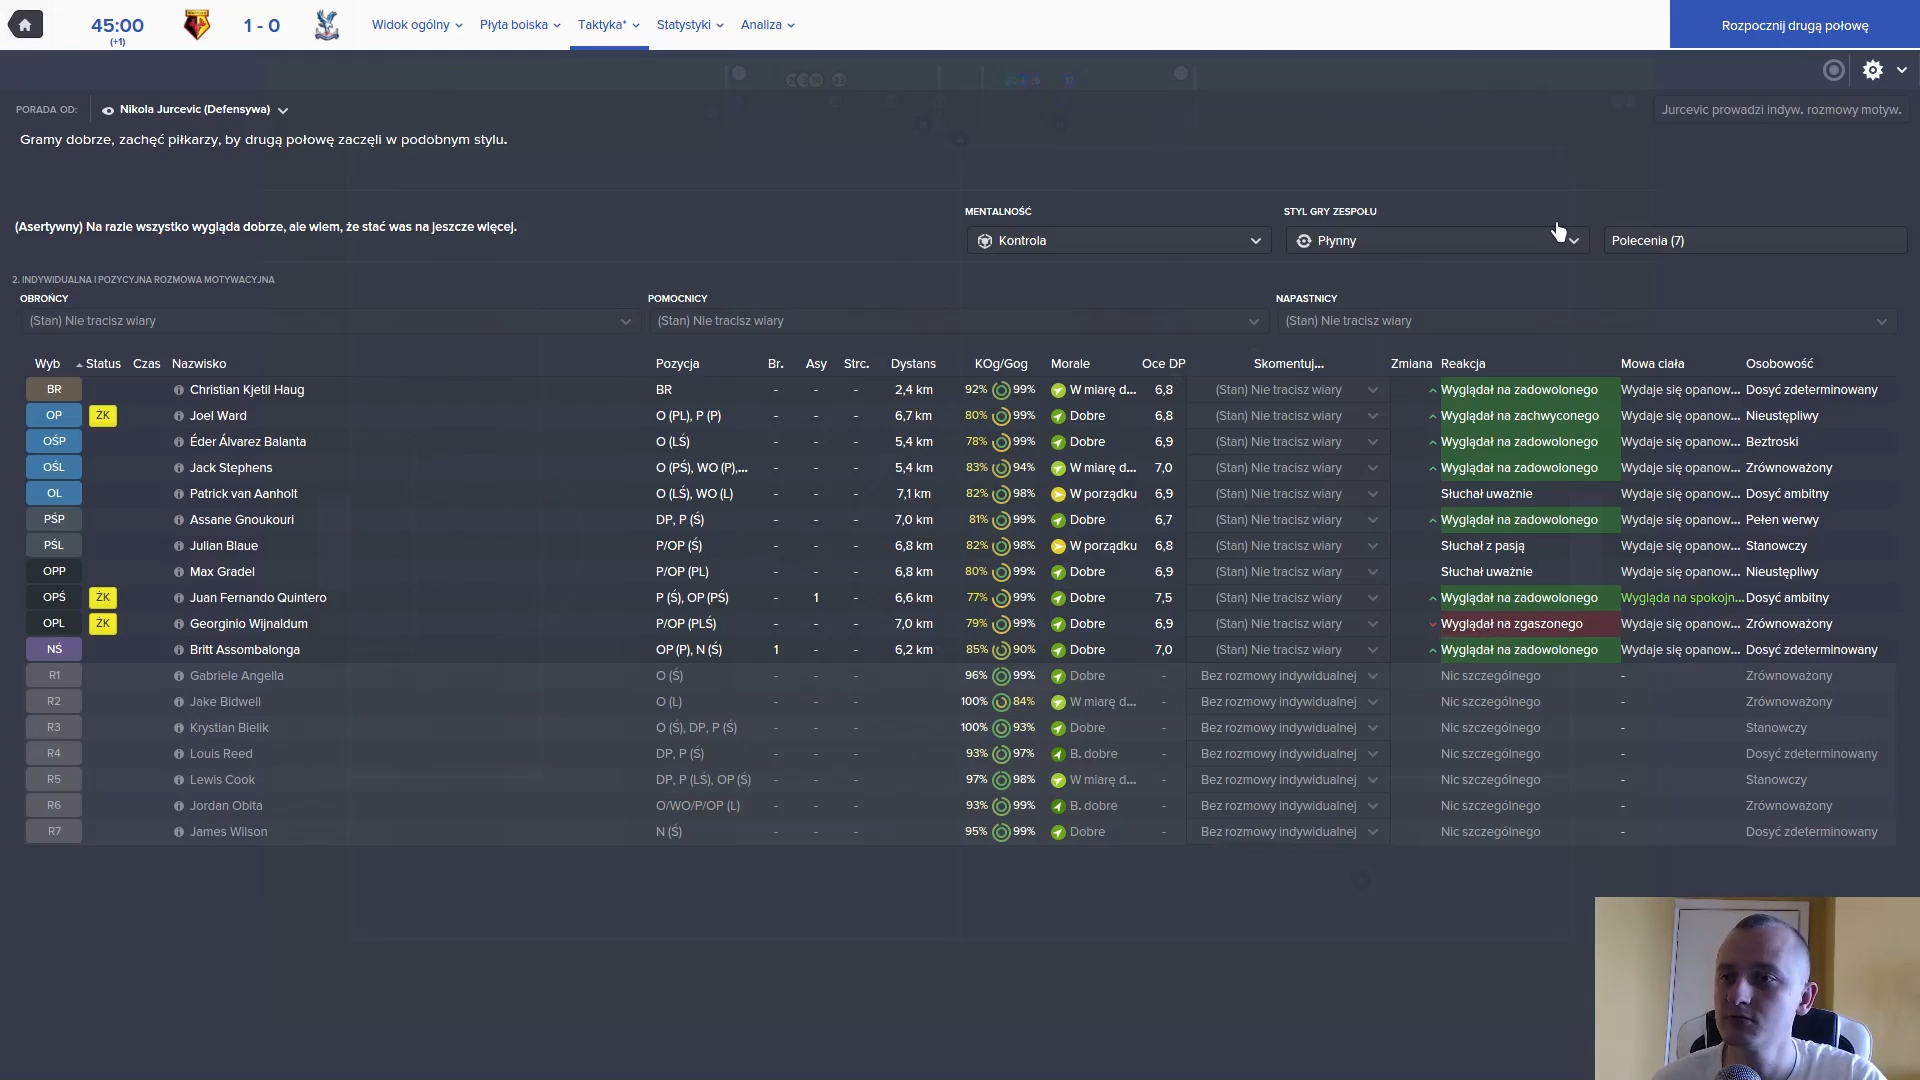 45:00
(+1)
1 - 0
Widok ogólny
Płyta boiska
Taktyka*
Statystyki
Analiza
Rozpocznij drugą połowę
PORADA OD:
Nikola Jurcevic (Defensywa)
Jurcevic prowadzi indyw. rozmowy motyw.
Gramy dobrze, zachęć piłkarzy, by drugą połowę zaczęli w podobnym stylu.
MENTALNOŚĆ
STYL GRY ZESPOŁU
(Asertywny) Na razie wszystko wygląda dobrze, ale wiem, że stać was na jeszcze więcej.
Kontrola
Płynny
Polecenia (7)
2. INDYWIDUALNA I POZYCYJNA ROZMOWA MOTYWACYJNA
OBROŃCY
POMOCNICY
NAPASTNICY
(Stan) Nie tracisz wiary
(Stan) Nie tracisz wiary
(Stan) Nie tracisz wiary
Wyb Status Czas Nazwisko Pozycja Br. Asy Strc. Dystans KOg/Gog Morale Oce DP Skomentuj... Zmiana Reakcja Mowa ciała Osobowość
BR Christian Kjetil Haug BR - - - 2,4 km 92% 99% W miarę d... 6,8 (Stan) Nie tracisz wiary Wyglądał na zadowolonego Wydaje się opanow... Dosyć zdeterminowany
OP ŻK Joel Ward O (PL), P (P) - - - 6,7 km 80% 99% Dobre 6,8 (Stan) Nie tracisz wiary Wyglądał na zachwyconego Wydaje się opanow... Nieustępliwy
OŚP Éder Álvarez Balanta O (LŚ) - - - 5,4 km 78% 99% Dobre 6,9 (Stan) Nie tracisz wiary Wyglądał na zadowolonego Wydaje się opanow... Beztroski
OŚL Jack Stephens O (PŚ), WO (P),... - - - 5,4 km 83% 94% W miarę d... 7,0 (Stan) Nie tracisz wiary Wyglądał na zadowolonego Wydaje się opanow... Zrównoważony
OL Patrick van Aanholt O (LŚ), WO (L) - - - 7,1 km 82% 98% W porządku 6,9 (Stan) Nie tracisz wiary Słuchał uważnie Wydaje się opanow... Dosyć ambitny
PŚP Assane Gnoukouri DP, P (Ś) - - - 7,0 km 81% 99% Dobre 6,7 (Stan) Nie tracisz wiary Wyglądał na zadowolonego Wydaje się opanow... Pełen werwy
PŚL Julian Blaue P/OP (Ś) - - - 6,8 km 82% 98% W porządku 6,8 (Stan) Nie tracisz wiary Słuchał z pasją Wydaje się opanow... Stanowczy
OPP Max Gradel P/OP (PL) - - - 6,8 km 80% 99% Dobre 6,9 (Stan) Nie tracisz wiary Słuchał uważnie Wydaje się opanow... Nieustępliwy
OPŚ ŻK Juan Fernando Quintero P (Ś), OP (PŚ) - 1 - 6,6 km 77% 99% Dobre 7,5 (Stan) Nie tracisz wiary Wyglądał na zadowolonego Wygląda na spokojn... Dosyć ambitny
OPL ŻK Georginio Wijnaldum P/OP (PLŚ) - - - 7,0 km 79% 99% Dobre 6,9 (Stan) Nie tracisz wiary Wyglądał na zgaszonego Wydaje się opanow... Zrównoważony
NŚ Britt Assombalonga OP (P), N (Ś) 1 - - 6,2 km 85% 90% Dobre 7,0 (Stan) Nie tracisz wiary Wyglądał na zadowolonego Wydaje się opanow... Dosyć zdeterminowany
R1 Gabriele Angella O (Ś) - - - 96% 99% Dobre - Bez rozmowy indywidualnej Nic szczególnego - Zrównoważony
R2 Jake Bidwell O (L) - - - 100% 84% W miarę d... - Bez rozmowy indywidualnej Nic szczególnego - Zrównoważony
R3 Krystian Bielik O (Ś), DP, P (Ś) - - - 100% 93% Dobre - Bez rozmowy indywidualnej Nic szczególnego - Stanowczy
R4 Louis Reed DP, P (Ś) - - - 93% 97% B. dobre - Bez rozmowy indywidualnej Nic szczególnego - Dosyć zdeterminowany
R5 Lewis Cook DP, P (LŚ), OP (Ś) - - - 97% 98% W miarę d... - Bez rozmowy indywidualnej Nic szczególnego - Stanowczy
R6 Jordan Obita O/WO/P/OP (L) - - - 93% 99% B. dobre - Bez rozmowy indywidualnej Nic szczególnego - Zrównoważony
R7 James Wilson N (Ś) - - - 95% 99% Dobre - Bez rozmowy indywidualnej Nic szczególnego - Dosyć zdeterminowany